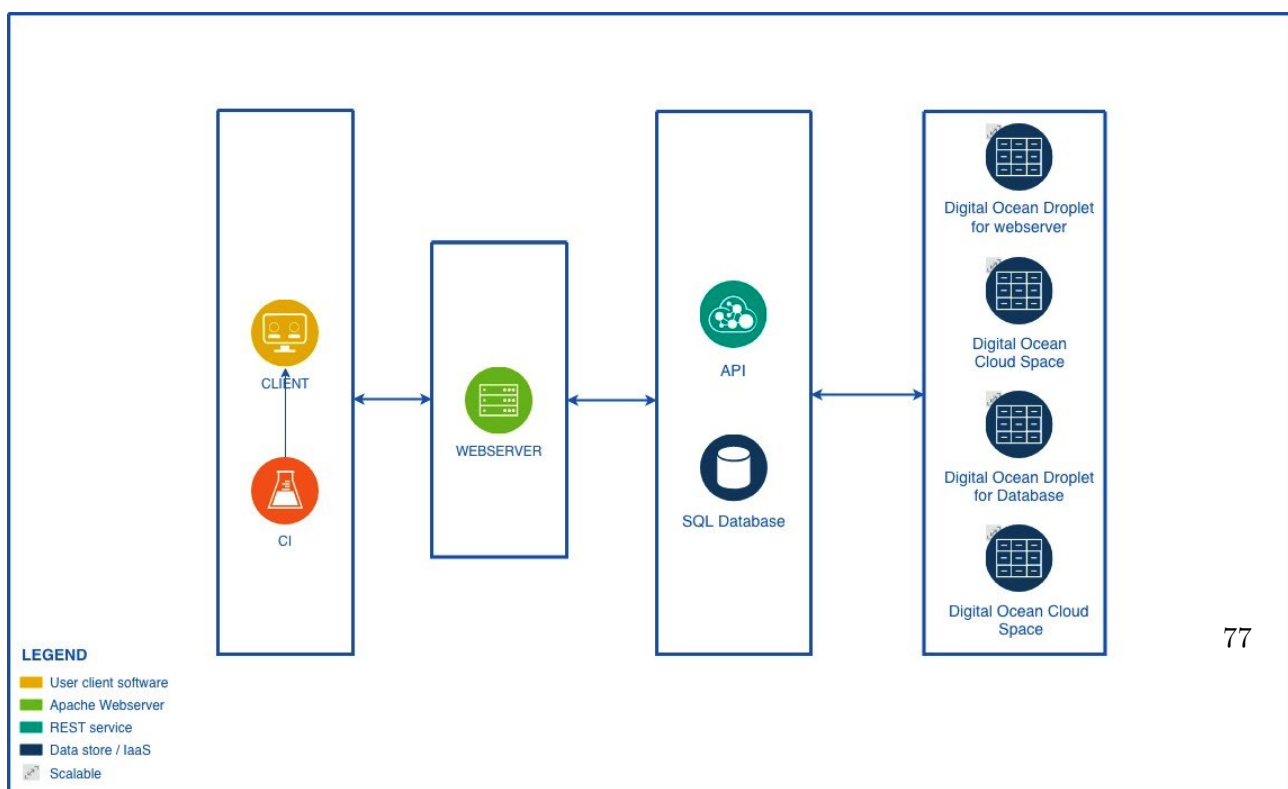 CLIENT
CI
WEBSERVER
API
SQL Database
Digital Ocean Droplet
for webserver
Digital Ocean
Cloud Space
Digital Ocean Droplet
for Database
Digital Ocean Cloud
Space
77
LEGEND
User client software
Apache Webserver
REST service
Data store / IaaS
Scalable